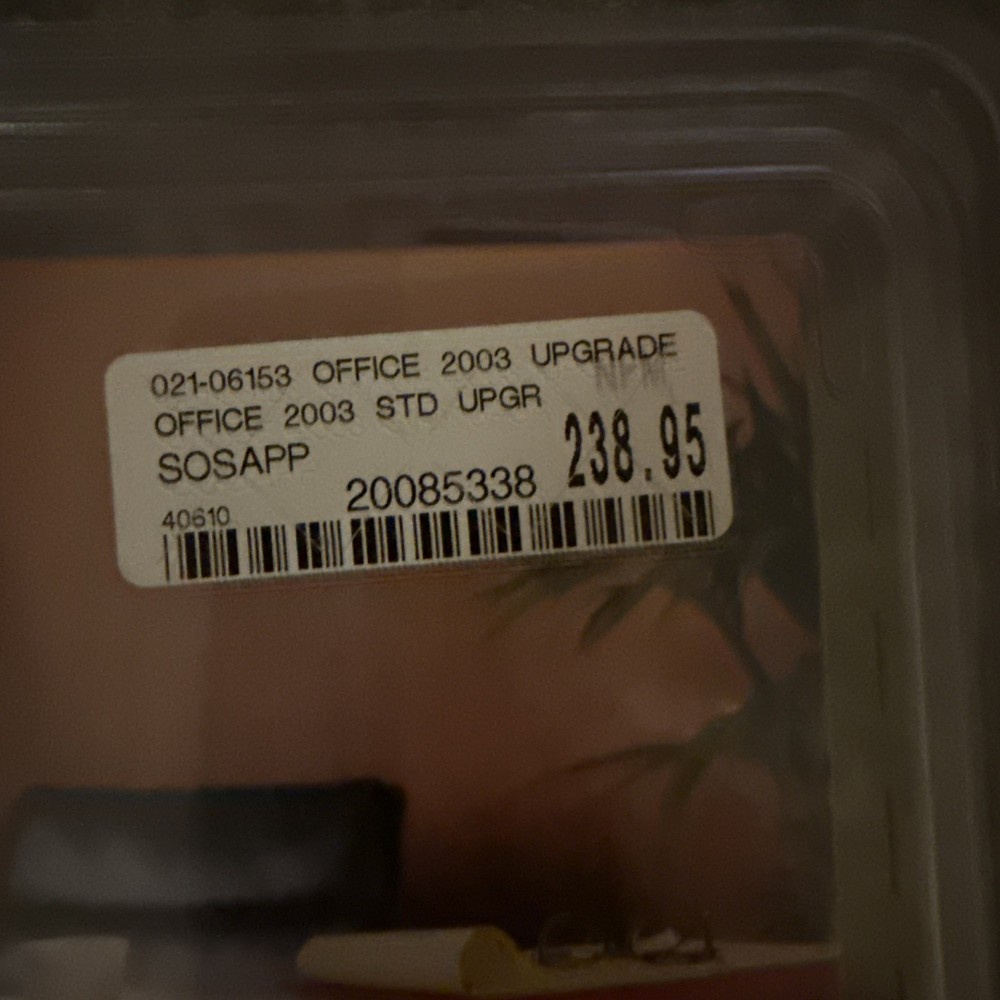 021-06153 OFFICE 2003 UPGRADE
OFFICE 2003 STD UPGR
SOSAPP
20085338 238.95
40610